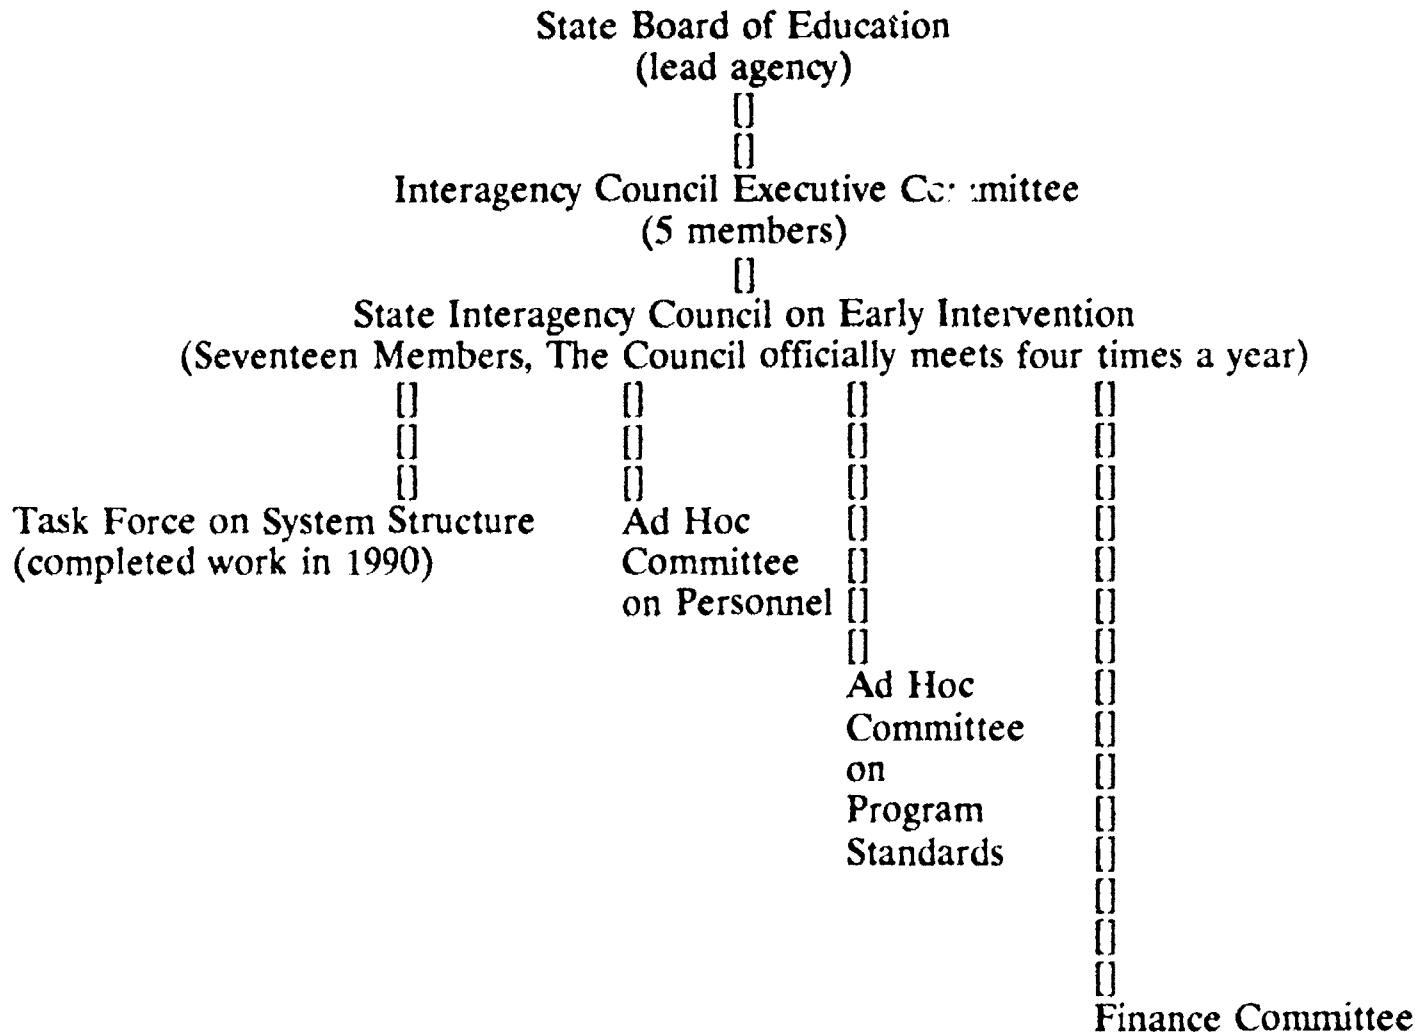 State Board of Education
(lead agency)
[]
[]
Interagency Council Executive
(5 members)
[]
State Interagency Council on Early Intervention
(Seventeen Members, The Council officially meets four times a year)
[] [] [] []
[] [] [] []
[] [] [] []
Task Force on System Structure Ad Hoc [] []
(completed work in 1990) Committee [] []
on Personnel [] []
[] []
Ad Hoc []
Committee []
on []
Program []
Standards []
[]
[]
[]
Finance Committee